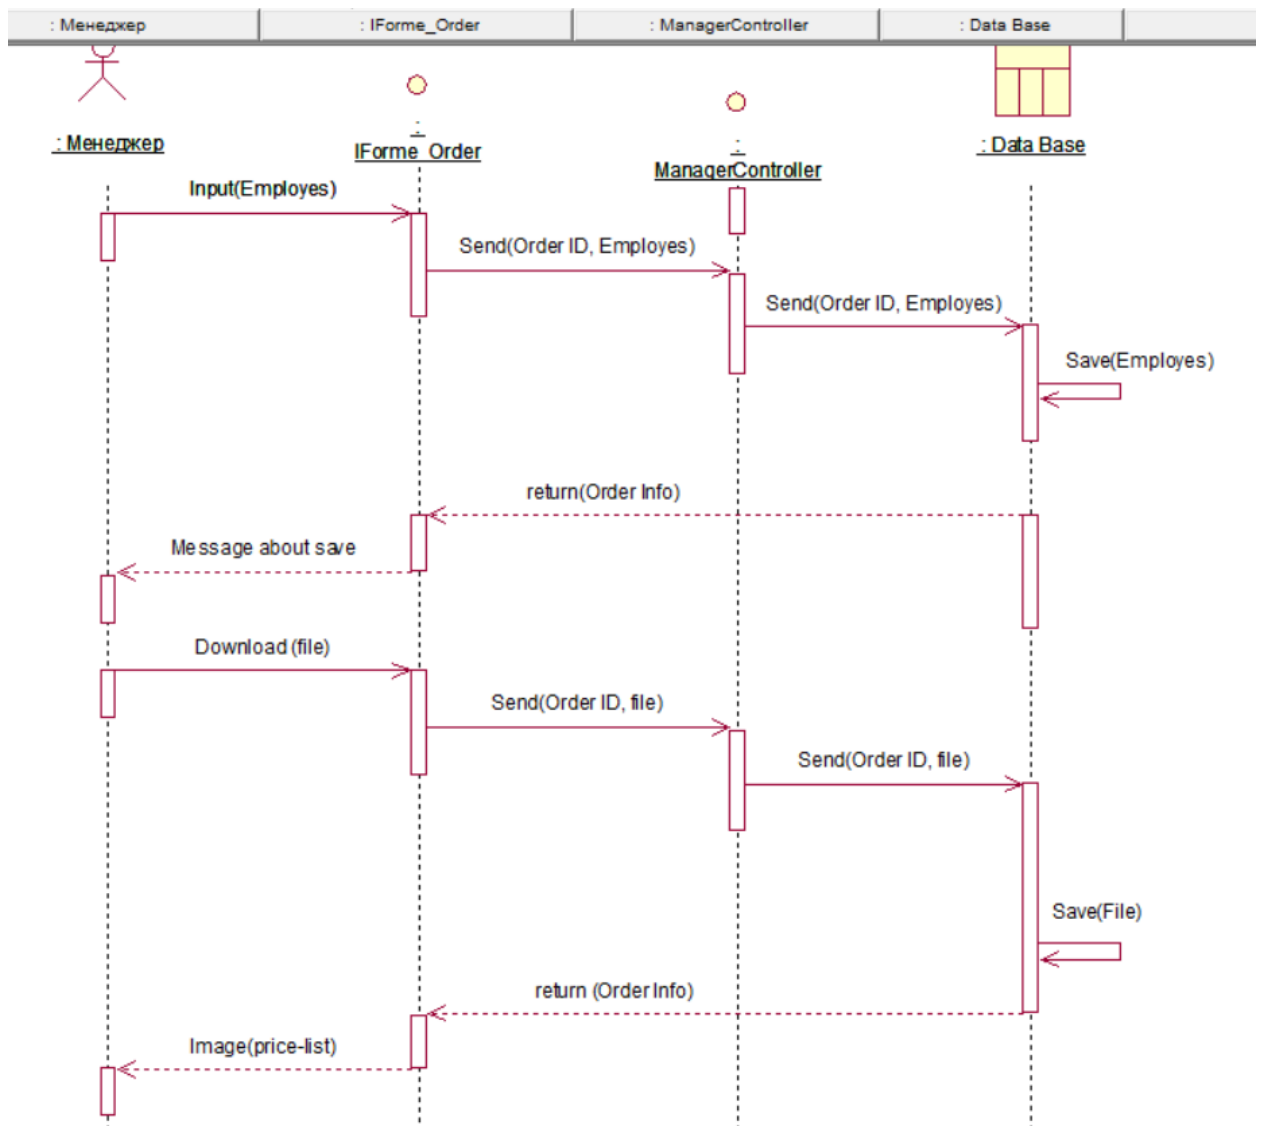 : Менеджер
: IForme_Order
: ManagerController
: Data Base
: Менеджер
:
IForme_Order
:
ManagerController
: Data Base
Input(Employes)
Send(Order ID, Employes)
Send(Order ID, Employes)
Save(Employes)
return(Order Info)
Message about save
Download (file)
Send(Order ID, file)
Send(Order ID, file)
Save(File)
return (Order Info)
Image(price-list)